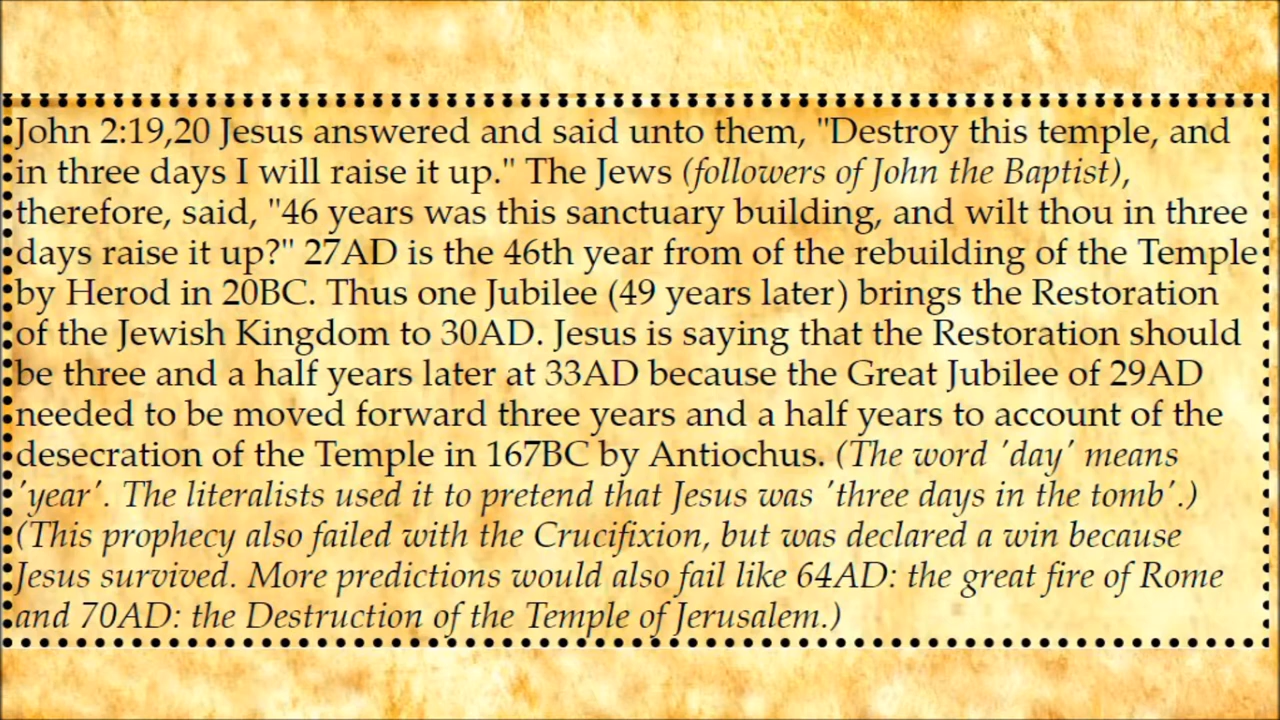 John 2:19,20 Jesus answered and said unto them, "Destroy this temple, and
in three days I will raise it up." The Jews (followers of John the Baptist),
therefore, said, "46 years was this sanctuary building, and wilt thou in three
days raise it up?" 27AD is the 46th year from of the rebuilding of the Temple
by Herod in 20BC. Thus one Jubilee (49 years later) brings the Restoration
of the Jewish Kingdom to 30AD. Jesus is saying that the Restoration should
be three and a half years later at 33AD because the Great Jubilee of 29AD
needed to be moved forward three years and a half years to account of the
desecration of the Temple in 167BC by Antiochus. (The word 'day' means
'year'. The literalists used it to pretend that Jesus was 'three days in the tomb'.)
(This prophecy also failed with the Crucifixion, but was declared a win because
Jesus survived. More predictions would also fail like 64AD: the great fire of Rome
and 70AD: the Destruction of the Temple of Jerusalem.)